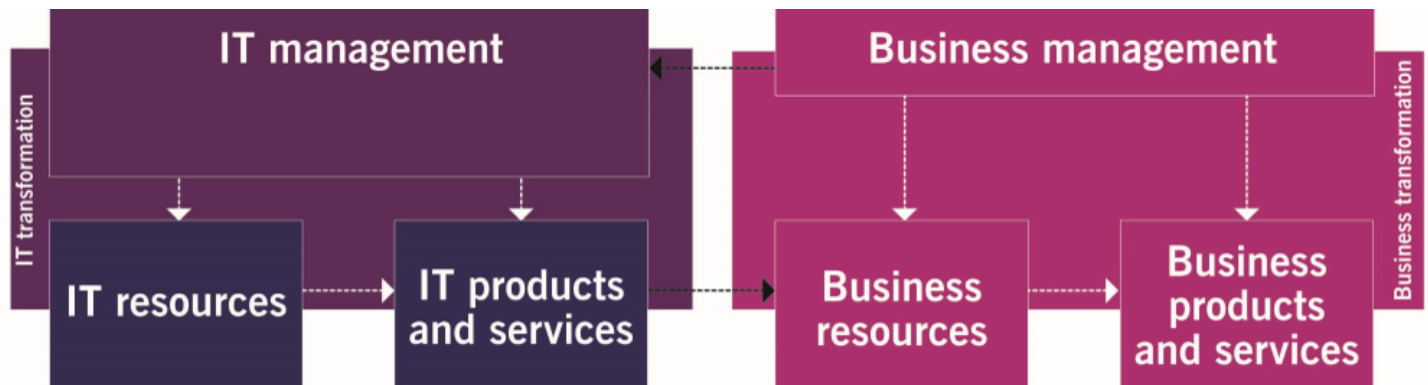 IT management
Business management
IT transformation
Business transformation
IT resources
IT products
and services
Business
resources
Business
products
and services